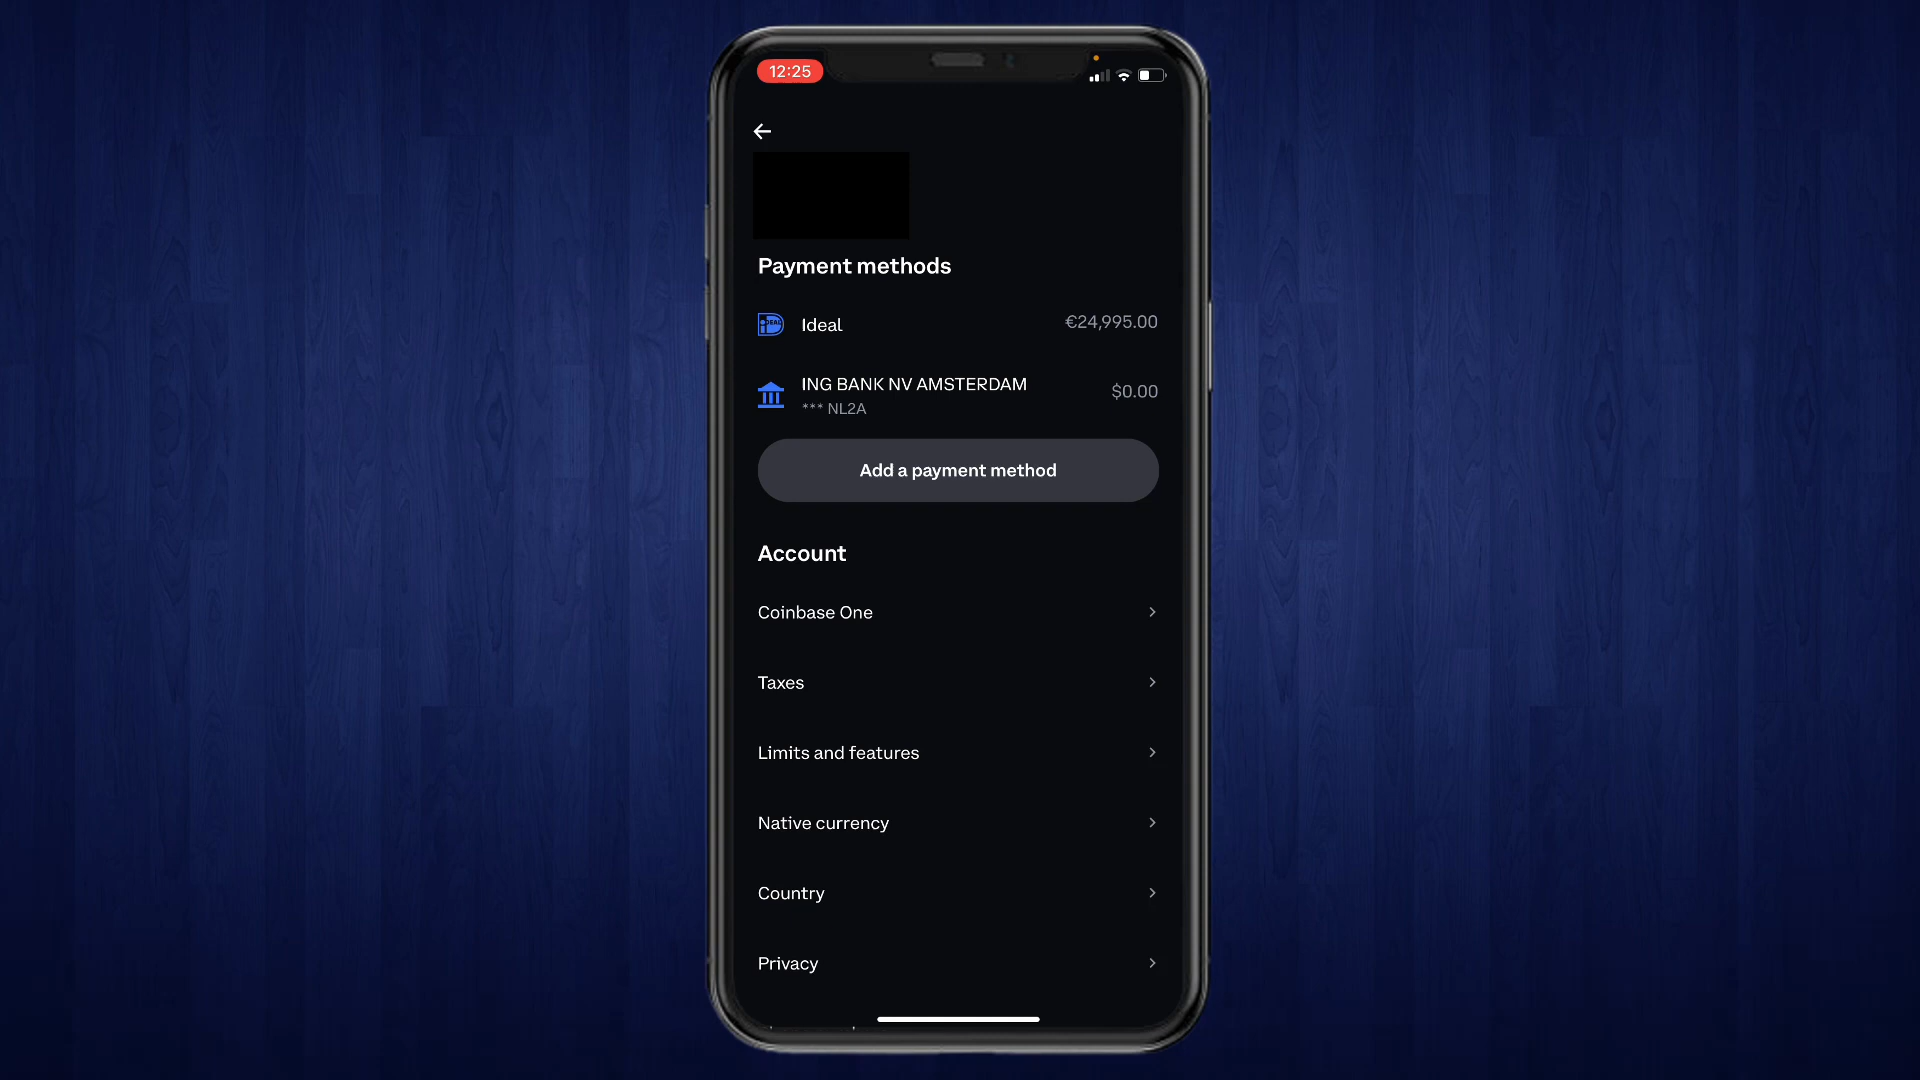 12:25
Payment methods
Ideal
€24,995.00
ING BANK NV AMSTERDAM
$0.00
*** NL2A
Add a payment method
Account
Coinbase One
Taxes
Limits and features
Native currency
Country
Privacy